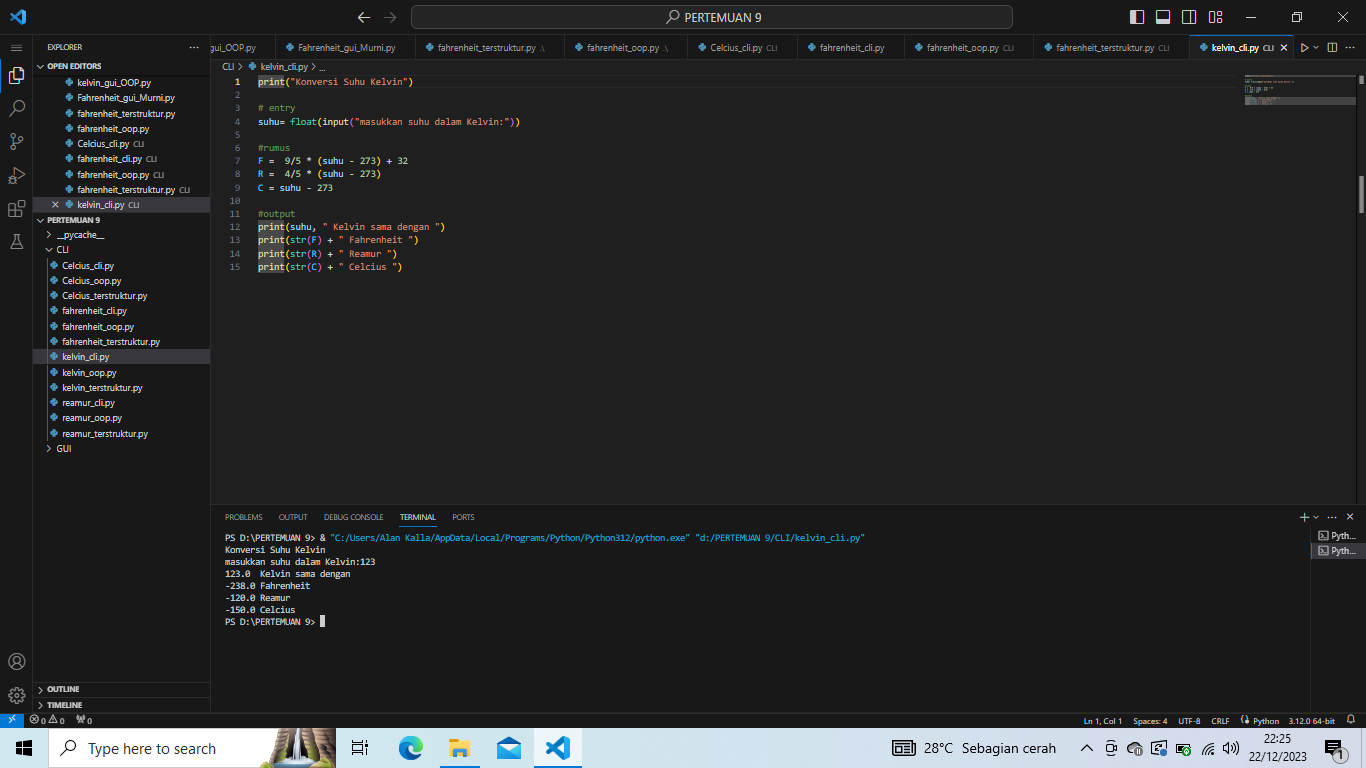 PERTEMUAN 9
EXPLORER
OPEN EDITORS
kelvin_gui_OOP.py
Fahrenheit_gui_Murni.py
fahrenheit_terstruktur.py
fahrenheit_oop.py
Celcius_cli.py CLI
fahrenheit_cli.py CLI
fahrenheit_oop.py CLI
fahrenheit_terstruktur.py CLI
kelvin_cli.py CLI
PERTEMUAN 9
__pycache__
CLI
Celcius_cli.py
Celcius_oop.py
Celcius_terstruktur.py
fahrenheit_cli.py
fahrenheit_oop.py
fahrenheit_terstruktur.py
kelvin_cli.py
kelvin_oop.py
kelvin_terstruktur.py
reamur_cli.py
reamur_oop.py
reamur_terstruktur.py
GUI
OUTLINE
TIMELINE
gui_OOP.py Fahrenheit_gui_Murni.py fahrenheit_terstruktur.py .\ fahrenheit_oop.py .\ Celcius_cli.py CLI fahrenheit_cli.py fahrenheit_oop.py CLI fahrenheit_terstruktur.py CLI kelvin_cli.py CLI
CLI > kelvin_cli.py > ...
1 print("Konversi Suhu Kelvin")
2
3 # entry
4 suhu= float(input("masukkan suhu dalam Kelvin:"))
5
6 #rumus
7 F =  9/5 * (suhu - 273) + 32
8 R =  4/5 * (suhu - 273)
9 C = suhu - 273
10
11 #output
12 print(suhu, " Kelvin sama dengan ")
13 print(str(F) + " Fahrenheit ")
14 print(str(R) + " Reamur ")
15 print(str(C) + " Celcius ")
PROBLEMS OUTPUT DEBUG CONSOLE TERMINAL PORTS
PS D:\PERTEMUAN 9> & "C:/Users/Alan Kalla/AppData/Local/Programs/Python/Python312/python.exe" "d:/PERTEMUAN 9/CLI/kelvin_cli.py"
Konversi Suhu Kelvin
masukkan suhu dalam Kelvin:123
123.0  Kelvin sama dengan
-238.0 Fahrenheit
-120.0 Reamur
-150.0 Celcius
PS D:\PERTEMUAN 9>
Pyth...
Pyth...
0 0 0 Ln 1, Col 1 Spaces: 4 UTF-8 CRLF Python 3.12.0 64-bit
Type here to search 28°C Sebagian cerah 22:25
22/12/2023
1